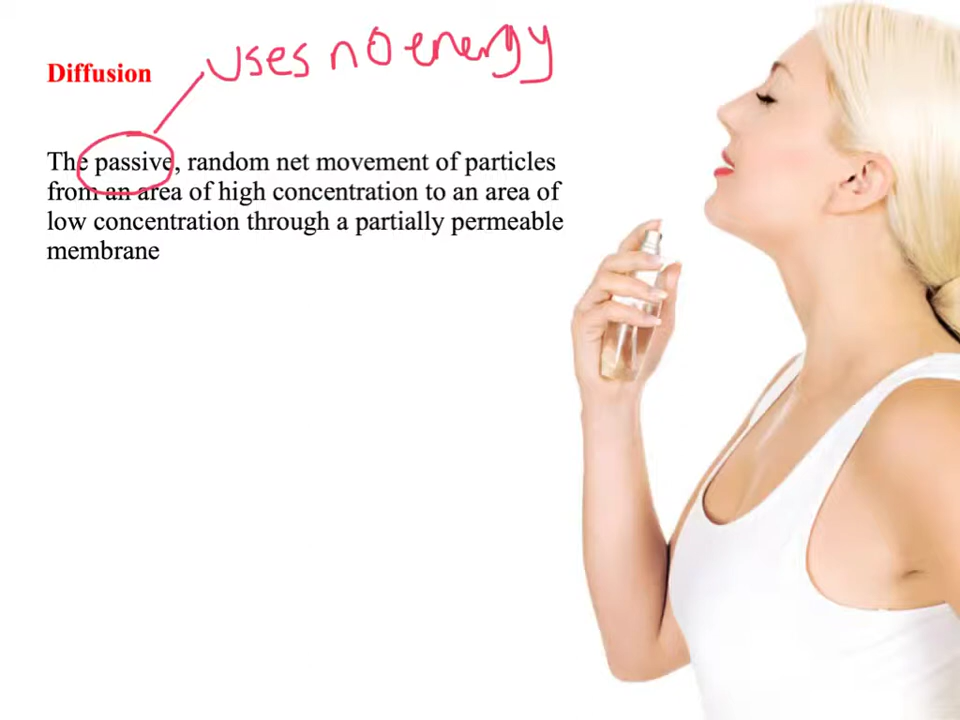 uses no energy
Diffusion
The passive, random net movement of particles
from an area of high concentration to an area of
low concentration through a partially permeable
membrane